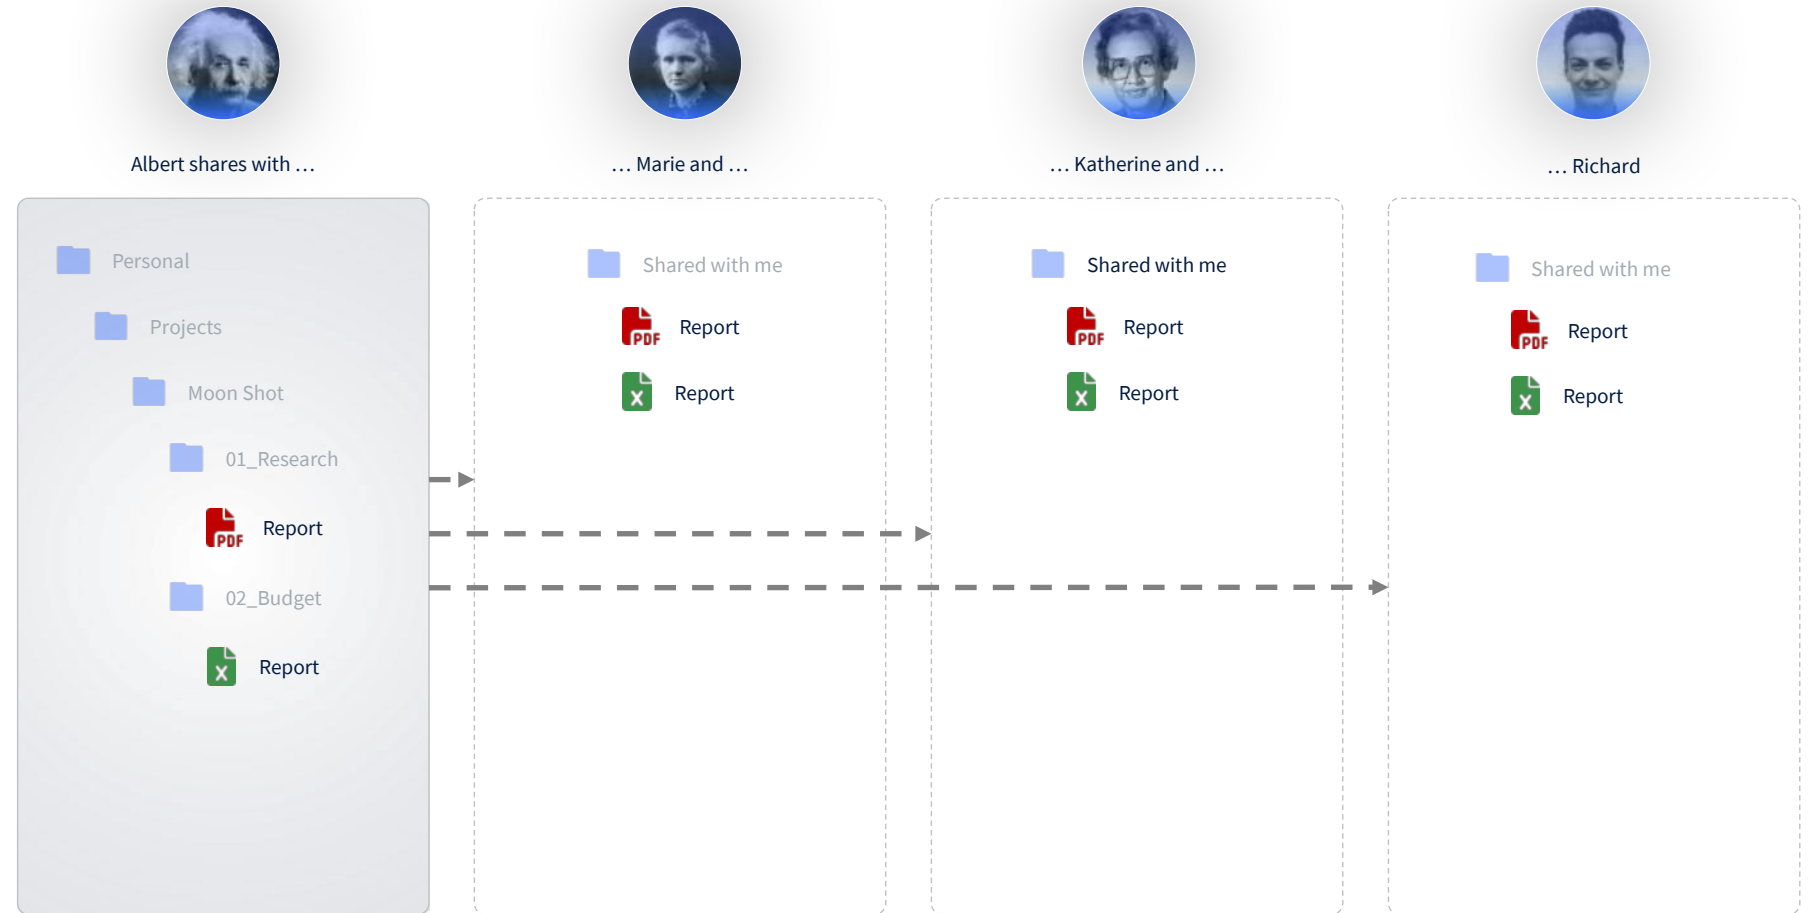 Albert shares with …
… Marie and …
… Katherine and …
… Richard
Personal
Projects
Moon Shot
01_Research
PDF
Report
02_Budget
X
Report
Shared with me
PDF
Report
X
Report
Shared with me
PDF
Report
X
Report
Shared with me
PDF
Report
X
Report